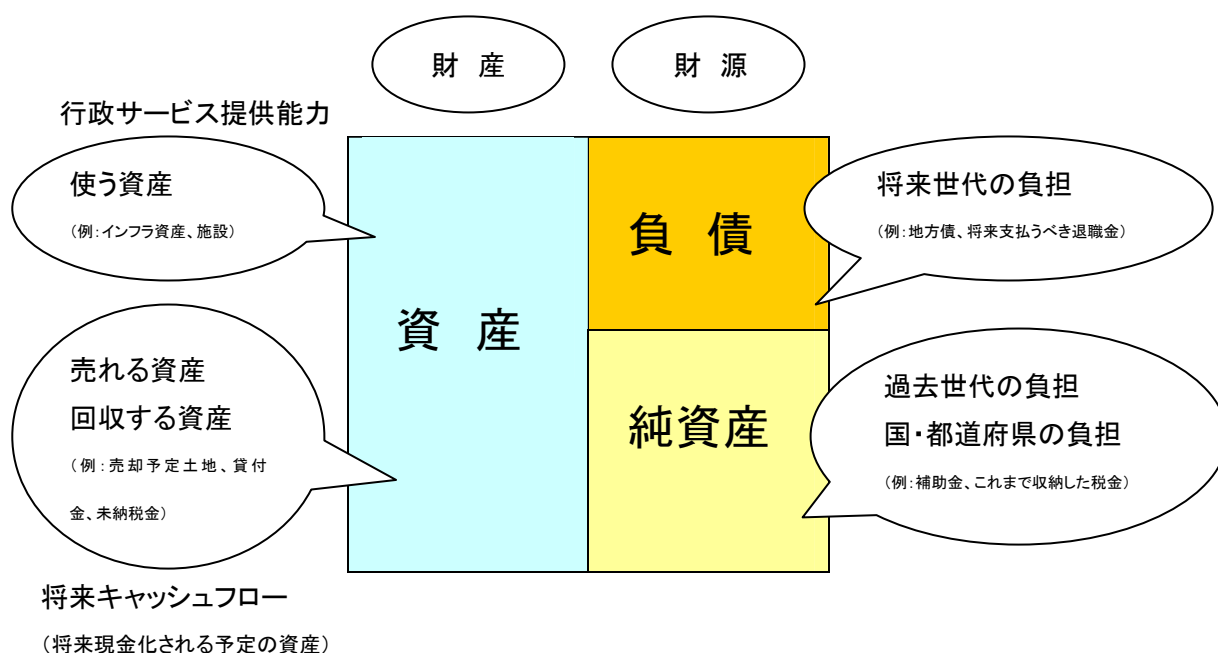 財 産
財 源
行政サービス提供能力
使う資産
（例：インフラ資産、施設）
売れる資産
回収する資産
（例：売却予定土地、貸付
金、未納税金）
将来キャッシュフロー
（将来現金化される予定の資産）
資 産
負 債
純資産
将来世代の負担
（例：地方債、将来支払うべき退職金）
過去世代の負担
国・都道府県の負担
（例：補助金、これまで収納した税金）